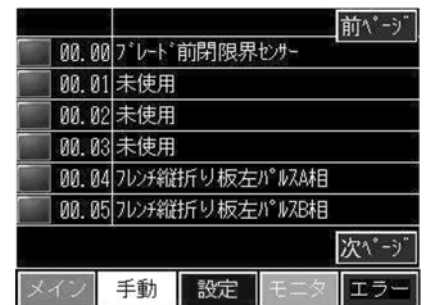 前ﾍﾟｰｼﾞ
00.00 ﾌﾞﾚｰﾄﾞ前閉限界ｾﾝｻｰ
00.01 未使用
00.02 未使用
00.03 未使用
00.04 ﾌﾚﾝﾁ縦折り板左ﾊﾟﾙｽA相
00.05 ﾌﾚﾝﾁ縦折り板左ﾊﾟﾙｽB相
次ﾍﾟｰｼﾞ
メイン 手動 設定 モニタ エラー